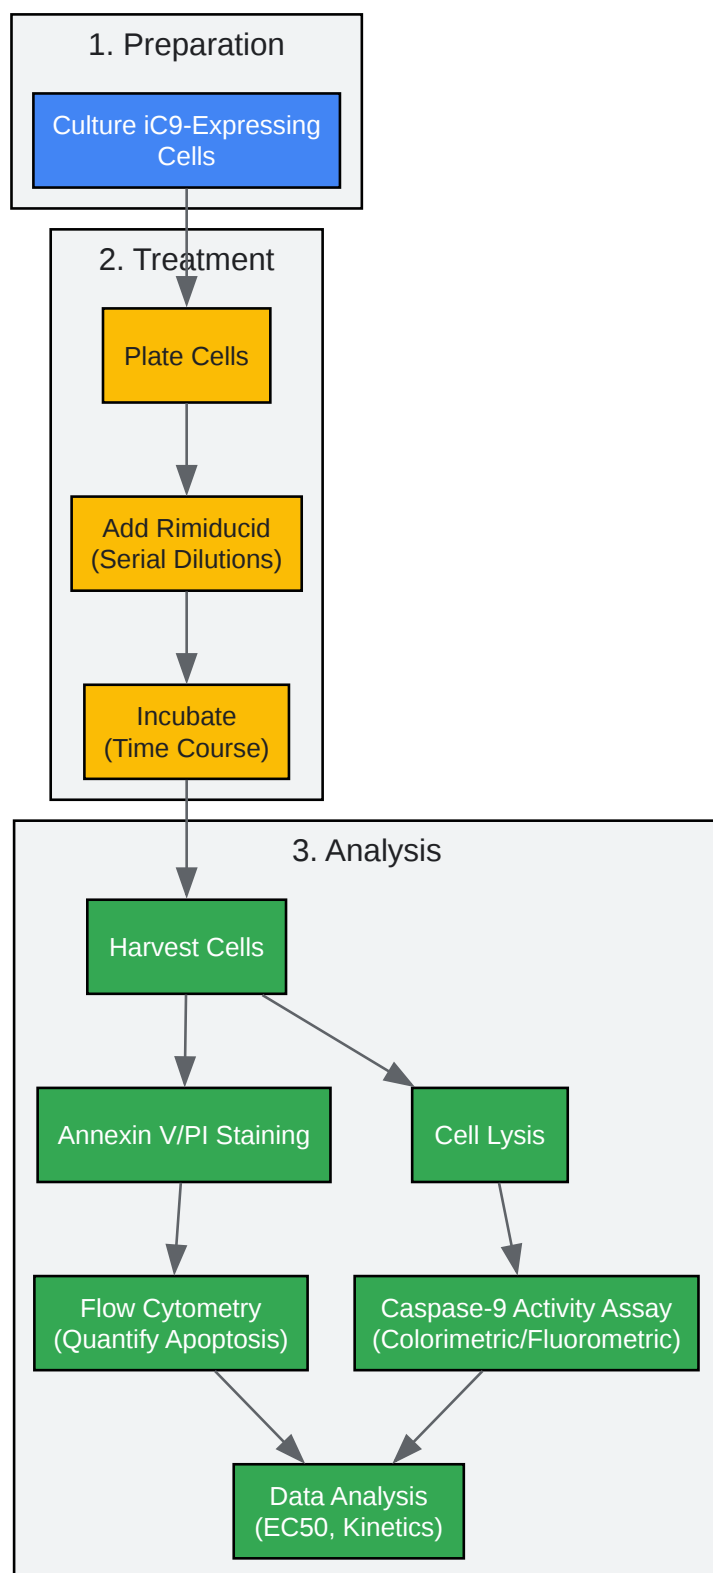 1. Preparation
Culture iC9-Expressing
Cells
2. Treatment
Plate Cells
Add Rimiducid
(Serial Dilutions)
Incubate
(Time Course)
3. Analysis
Harvest Cells
Annexin V/PI Staining
Cell Lysis
Flow Cytometry
(Quantify Apoptosis)
Caspase-9 Activity Assay
(Colorimetric/Fluorometric)
Data Analysis
(EC50, Kinetics)